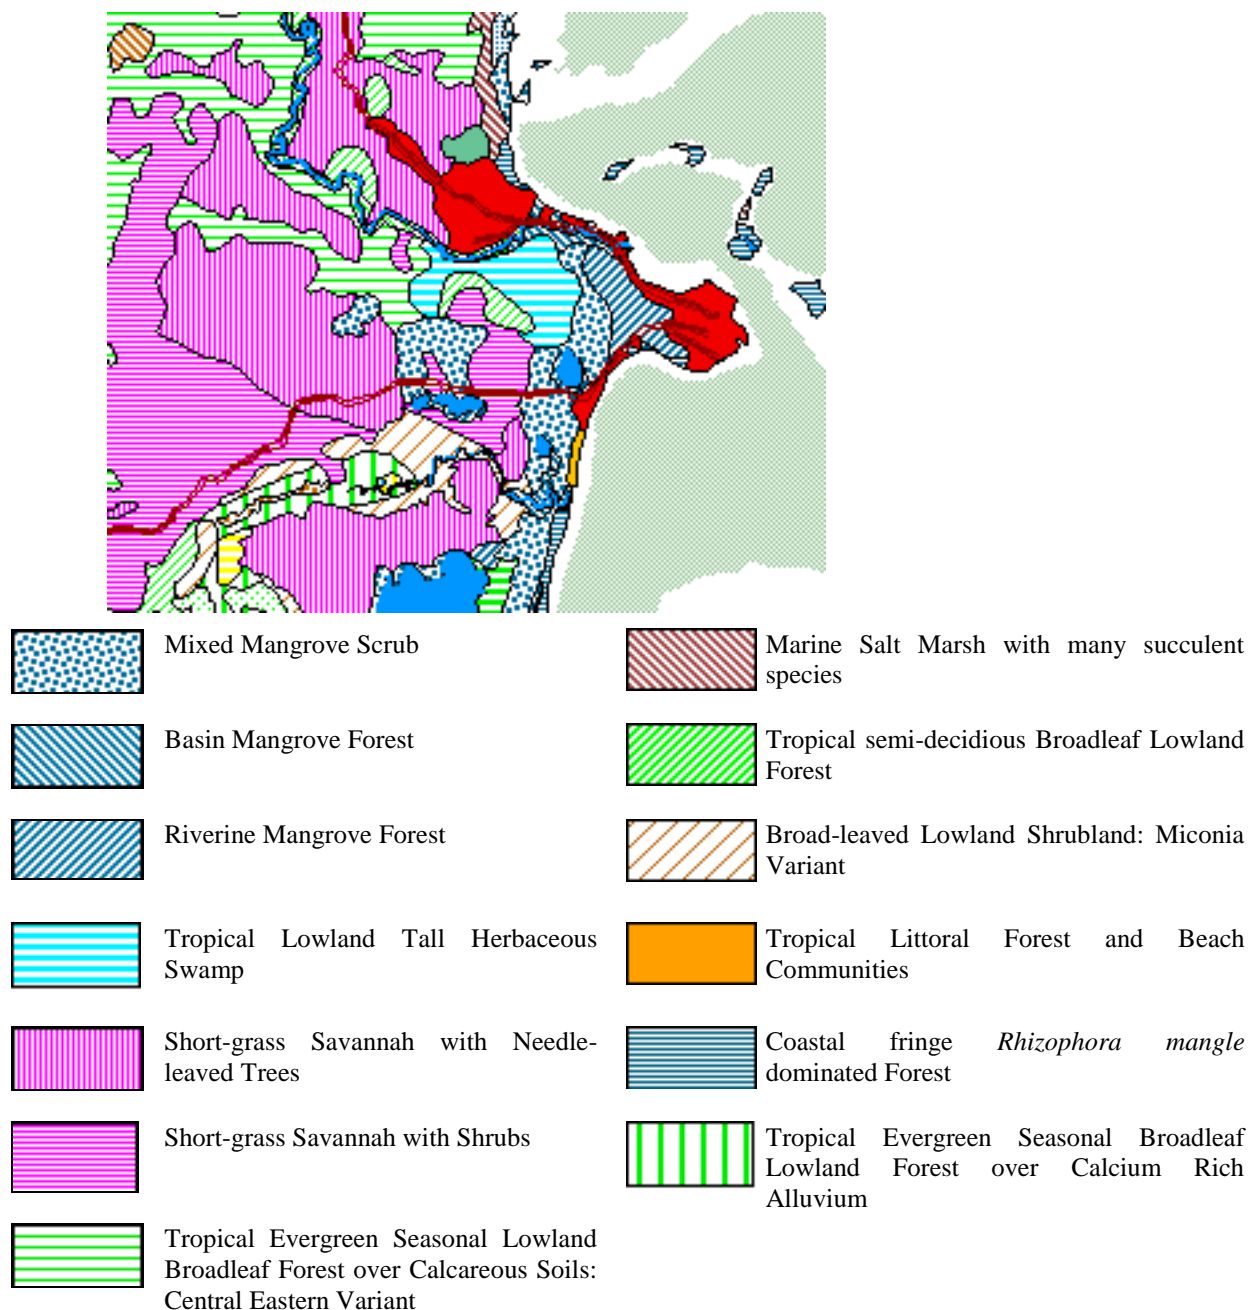 Mixed Mangrove Scrub
Basin Mangrove Forest
Riverine Mangrove Forest
Tropical Lowland Tall Herbaceous
Swamp
Short-grass Savannah with Needle-
leaved Trees
Short-grass Savannah with Shrubs
Tropical Evergreen Seasonal Lowland
Broadleaf Forest over Calcareous Soils:
Central Eastern Variant
Marine Salt Marsh with many succulent
species
Tropical semi-decidious Broadleaf Lowland
Forest
Broad-leaved Lowland Shrubland: Miconia
Variant
Tropical Littoral Forest and Beach
Communities
Coastal fringe Rhizophora mangle
dominated Forest
Tropical Evergreen Seasonal Broadleaf
Lowland Forest over Calcium Rich
Alluvium